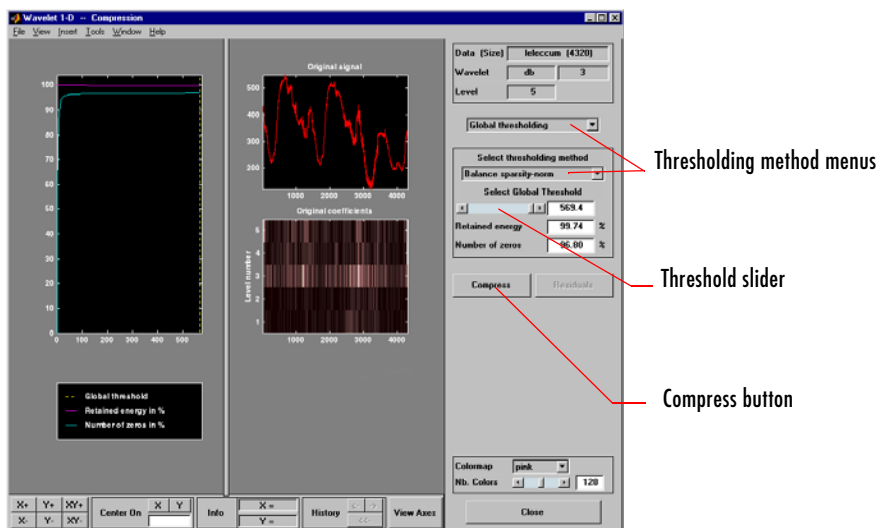 Wavelet 1-D -- Compression
File View Insert Tools Window Help
100
90
80
70
60
50
40
30
20
10
0
0 100 200 300 400 500
Global threshold
Retained energy in %
Number of zeros in %
Original signal
500
400
300
200
1000 2000 3000 4000
Original coefficients
Level number
5
4
3
2
1
1000 2000 3000 4000
Data (Size) leleccum (4320)
Wavelet db 3
Level 5
Global thresholding
Select thresholding method
Balance sparsity-norm
Select Global Threshold
569.4
Retained energy 99.74 %
Number of zeros 96.80 %
Compress Residuals
Thresholding method menus
Threshold slider
Compress button
Colormap pink
Nb. Colors 128
Close
X+ Y+ XY+
X- Y- XY-
Center On X Y
Info X =
Y =
History <- ->
<<-
View Axes